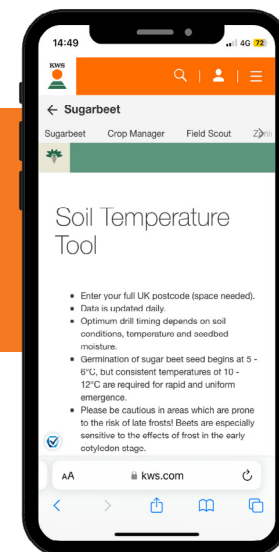 14:49
4G 72
KWS
← Sugarbeet
Sugarbeet Crop Manager Field Scout
Soil Temperature
Tool
▪ Enter your full UK postcode (space needed).
▪ Data is updated daily.
▪ Optimum drill timing depends on soil
conditions, temperature and seedbed
moisture.
▪ Germination of sugar beet seed begins at 5 -
6°C, but consistent temperatures of 10 -
12°C are required for rapid and uniform
emergence.
▪ Please be cautious in areas which are prone
to the risk of late frosts! Beets are especially
sensitive to the effects of frost in the early
cotyledon stage.
AA kws.com